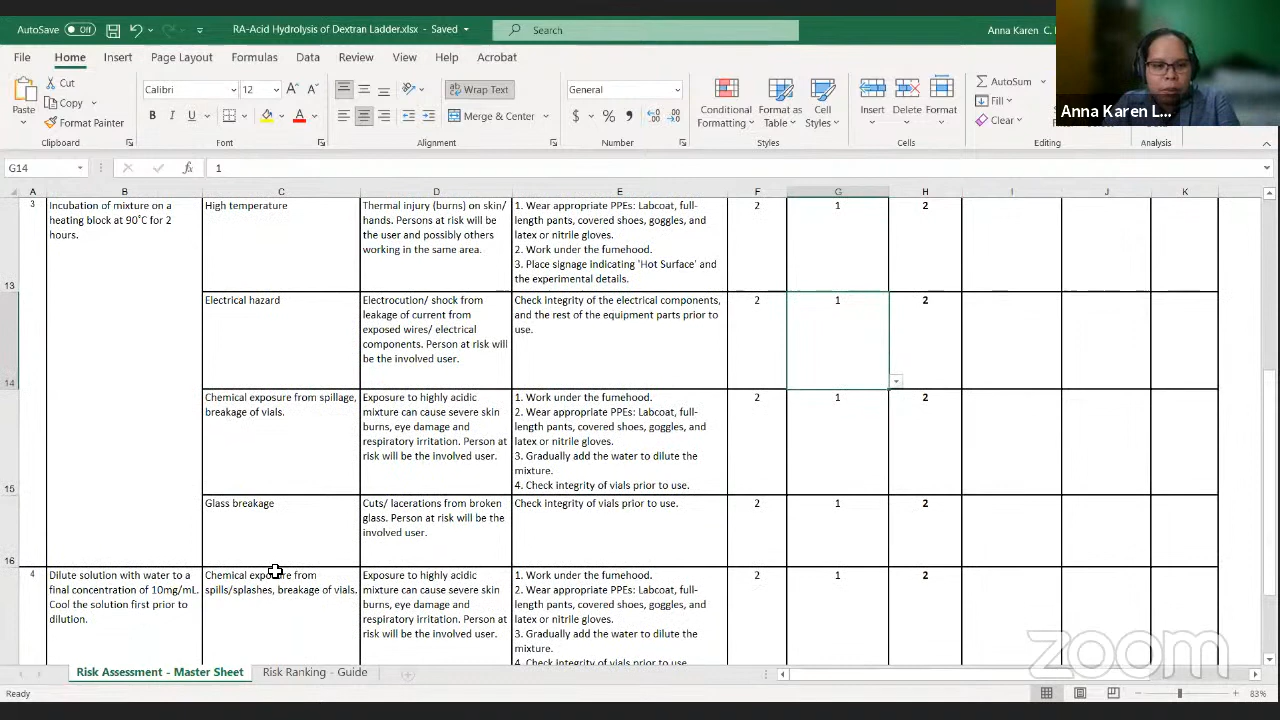 AutoSave Off
RA-Acid Hydrolysis of Dextran Ladder.xlsx - Saved
Search
Anna Karen C.
Anna Karen L...
File Home Insert Page Layout Formulas Data Review View Help Acrobat
Paste
Cut
Copy
Format Painter
Clipboard
Calibri 12
B I U
Font
Wrap Text
Merge & Center
Alignment
General
$ % 9
Number
Conditional Formatting
Format as Table
Cell Styles
Styles
Insert Delete Format
Cells
AutoSum
Fill
Clear
Editing
Analysis
G14
fx 1
A B C D E F G H I J K
13
3
Incubation of mixture on a
heating block at 90˚C for 2
hours.
High temperature
Thermal injury (burns) on skin/
hands. Persons at risk will be
the user and possibly others
working in the same area.
1. Wear appropriate PPEs: Labcoat, full-
length pants, covered shoes, goggles, and
latex or nitrile gloves.
2. Work under the fumehood.
3. Place signage indicating 'Hot Surface' and
the experimental details.
2 1 2
14
Electrical hazard
Electrocution/ shock from
leakage of current from
exposed wires/ electrical
components. Person at risk will
be the involved user.
Check integrity of the electrical components,
and the rest of the equipment parts prior to
use.
2 1 2
15
Chemical exposure from spillage,
breakage of vials.
Exposure to highly acidic
mixture can cause severe skin
burns, eye damage and
respiratory irritation. Person at
risk will be the involved user.
1. Work under the fumehood.
2. Wear appropriate PPEs: Labcoat, full-
length pants, covered shoes, goggles, and
latex or nitrile gloves.
3. Gradually add the water to dilute the
mixture.
4. Check integrity of vials prior to use.
2 1 2
16
Glass breakage
Cuts/ lacerations from broken
glass. Person at risk will be the
involved user.
Check integrity of vials prior to use.
2 1 2
4
Dilute solution with water to a
final concentration of 10mg/mL.
Cool the solution first prior to
dilution.
Chemical exposure from
spills/splashes, breakage of vials.
Exposure to highly acidic
mixture can cause severe skin
burns, eye damage and
respiratory irritation. Person at
risk will be the involved user.
1. Work under the fumehood.
2. Wear appropriate PPEs: Labcoat, full-
length pants, covered shoes, goggles, and
latex or nitrile gloves.
3. Gradually add the water to dilute the
mixture.
4. Check integrity of vials prior to use.
2 1 2
zoom
Risk Assessment - Master Sheet
Risk Ranking - Guide
Ready
83%